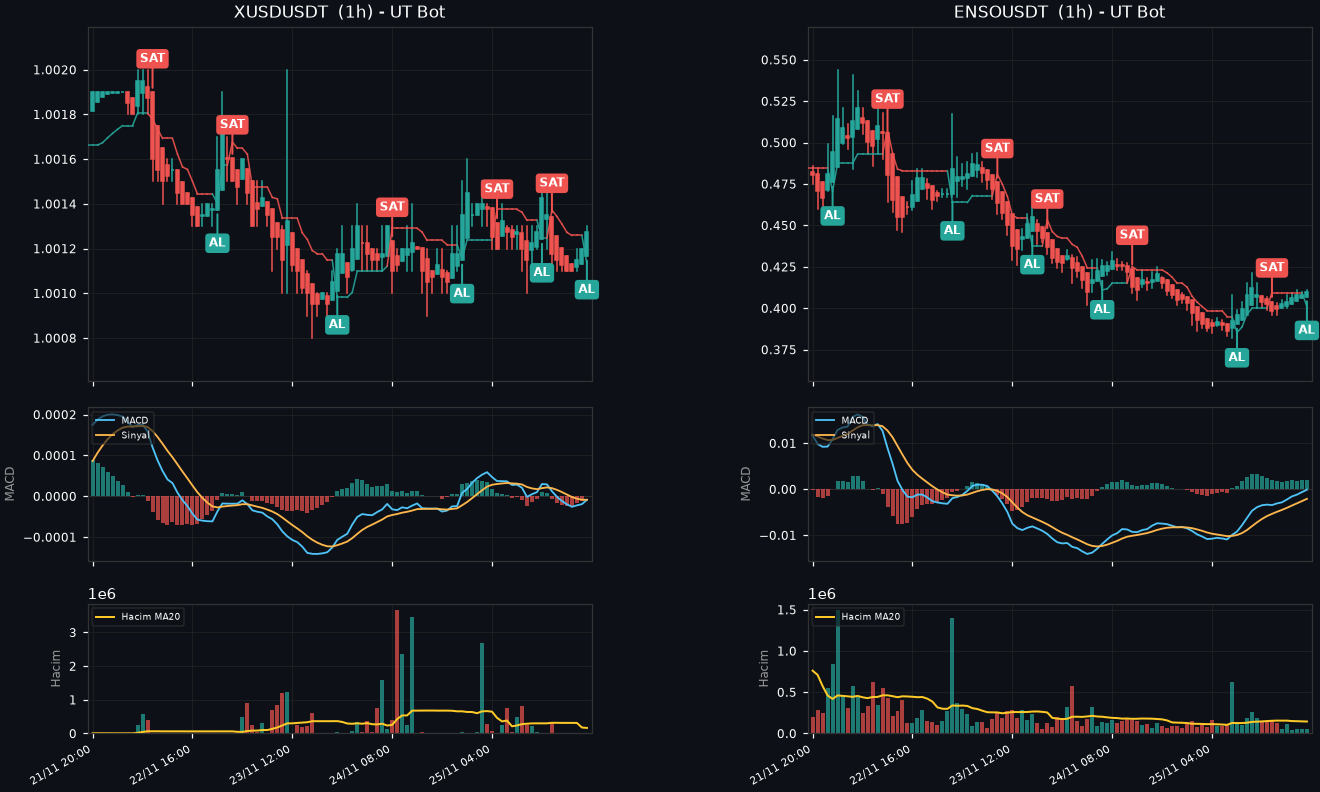 XUSDUSDT (1h) - UT Bot
1.0020
1.0018
1.0016
1.0014
1.0012
1.0010
1.0008
SAT
SAT
SAT
SAT
SAT
AL
AL
AL
AL
AL
MACD
0.0002
0.0001
0.0000
−0.0001
MACD
Sinyal
1e6
Hacim
3
2
1
0
Hacim MA20
21/11 20:00
22/11 16:00
23/11 12:00
24/11 08:00
25/11 04:00
ENSOUSDT (1h) - UT Bot
0.550
0.525
0.500
0.475
0.450
0.425
0.400
0.375
SAT
SAT
SAT
SAT
SAT
AL
AL
AL
AL
AL
AL
MACD
0.01
0.00
−0.01
MACD
Sinyal
1e6
Hacim
1.5
1.0
0.5
0.0
Hacim MA20
21/11 20:00
22/11 16:00
23/11 12:00
24/11 08:00
25/11 04:00